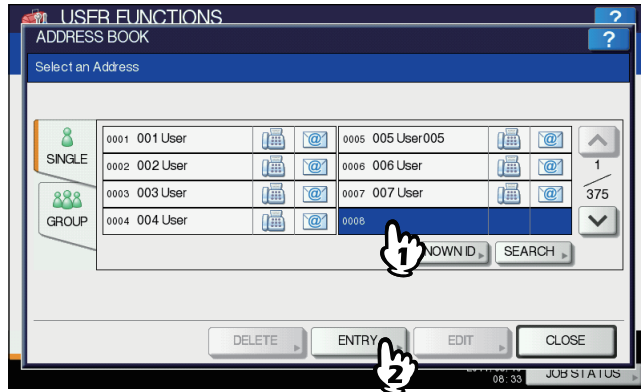 USER FUNCTIONS ?
ADDRESS BOOK ?
Select an Address
SINGLE
GROUP
0001 001 User
0002 002 User
0003 003 User
0004 004 User
0005 005 User005
0006 006 User
0007 007 User
0008
1
375
NOWN ID
SEARCH
DELETE
ENTRY
EDIT
CLOSE
1
2
08:33
JOB STATUS